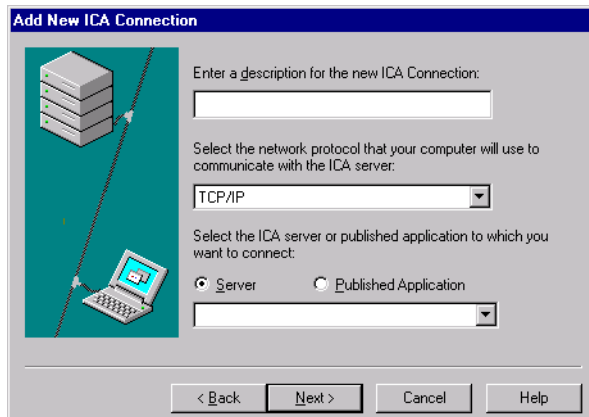 Add New ICA Connection
Enter a description for the new ICA Connection:
Select the network protocol that your computer will use to
communicate with the ICA server:
TCP/IP
Select the ICA server or published application to which you
want to connect:
Server Published Application
< Back Next > Cancel Help